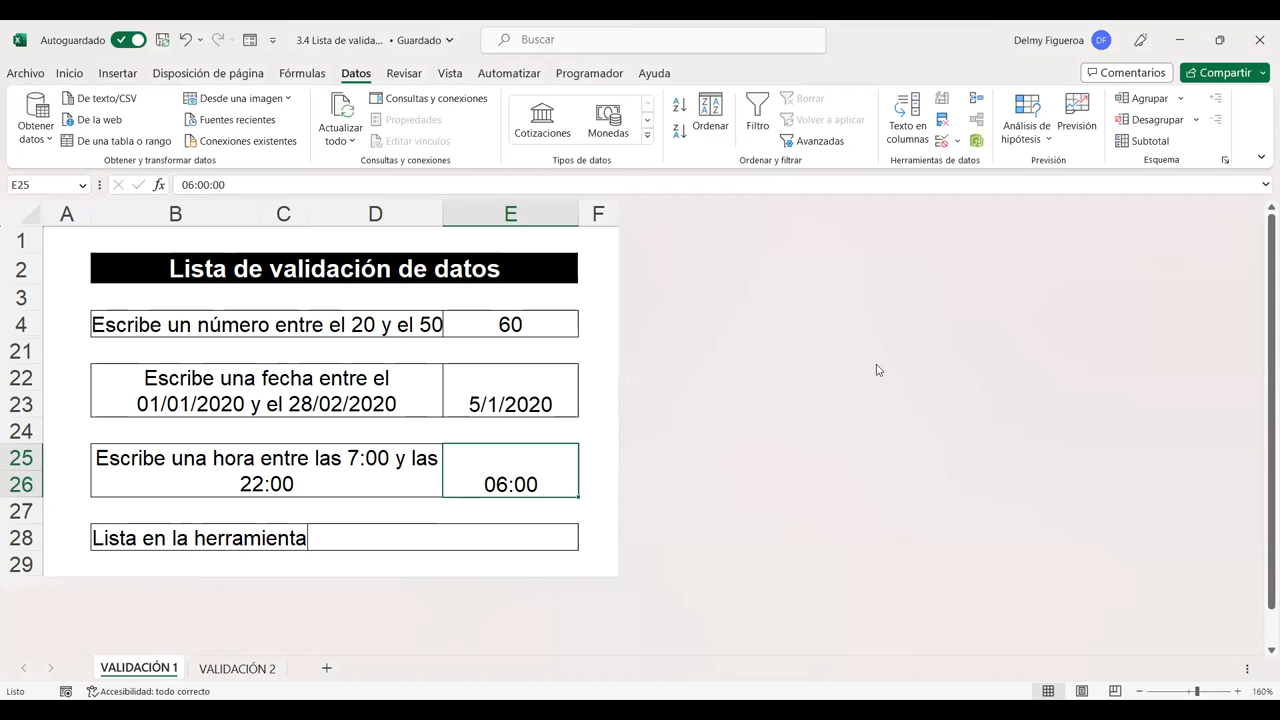 Autoguardado
3.4 Lista de valida... • Guardado
Buscar
Delmy Figueroa
DF
Archivo Inicio Insertar Disposición de página Fórmulas Datos Revisar Vista Automatizar Programador Ayuda
Comentarios
Compartir
Obtener datos
De texto/CSV
De la web
De una tabla o rango
Desde una imagen
Fuentes recientes
Conexiones existentes
Obtener y transformar datos
Actualizar todo
Consultas y conexiones
Propiedades
Editar vínculos
Consultas y conexiones
Cotizaciones
Monedas
Tipos de datos
Ordenar
Filtro
Borrar
Volver a aplicar
Avanzadas
Ordenar y filtrar
Texto en columnas
Herramientas de datos
Análisis de hipótesis
Previsión
Previsión
Agrupar
Desagrupar
Subtotal
Esquema
E25
fx
06:00:00
A B C D E F
1
2 Lista de validación de datos
3
4 Escribe un número entre el 20 y el 50 60
21
22 Escribe una fecha entre el
23 01/01/2020 y el 28/02/2020 5/1/2020
24
25 Escribe una hora entre las 7:00 y las
26 22:00 06:00
27
28 Lista en la herramienta
29
VALIDACIÓN 1 VALIDACIÓN 2
Listo
Accesibilidad: todo correcto
160%